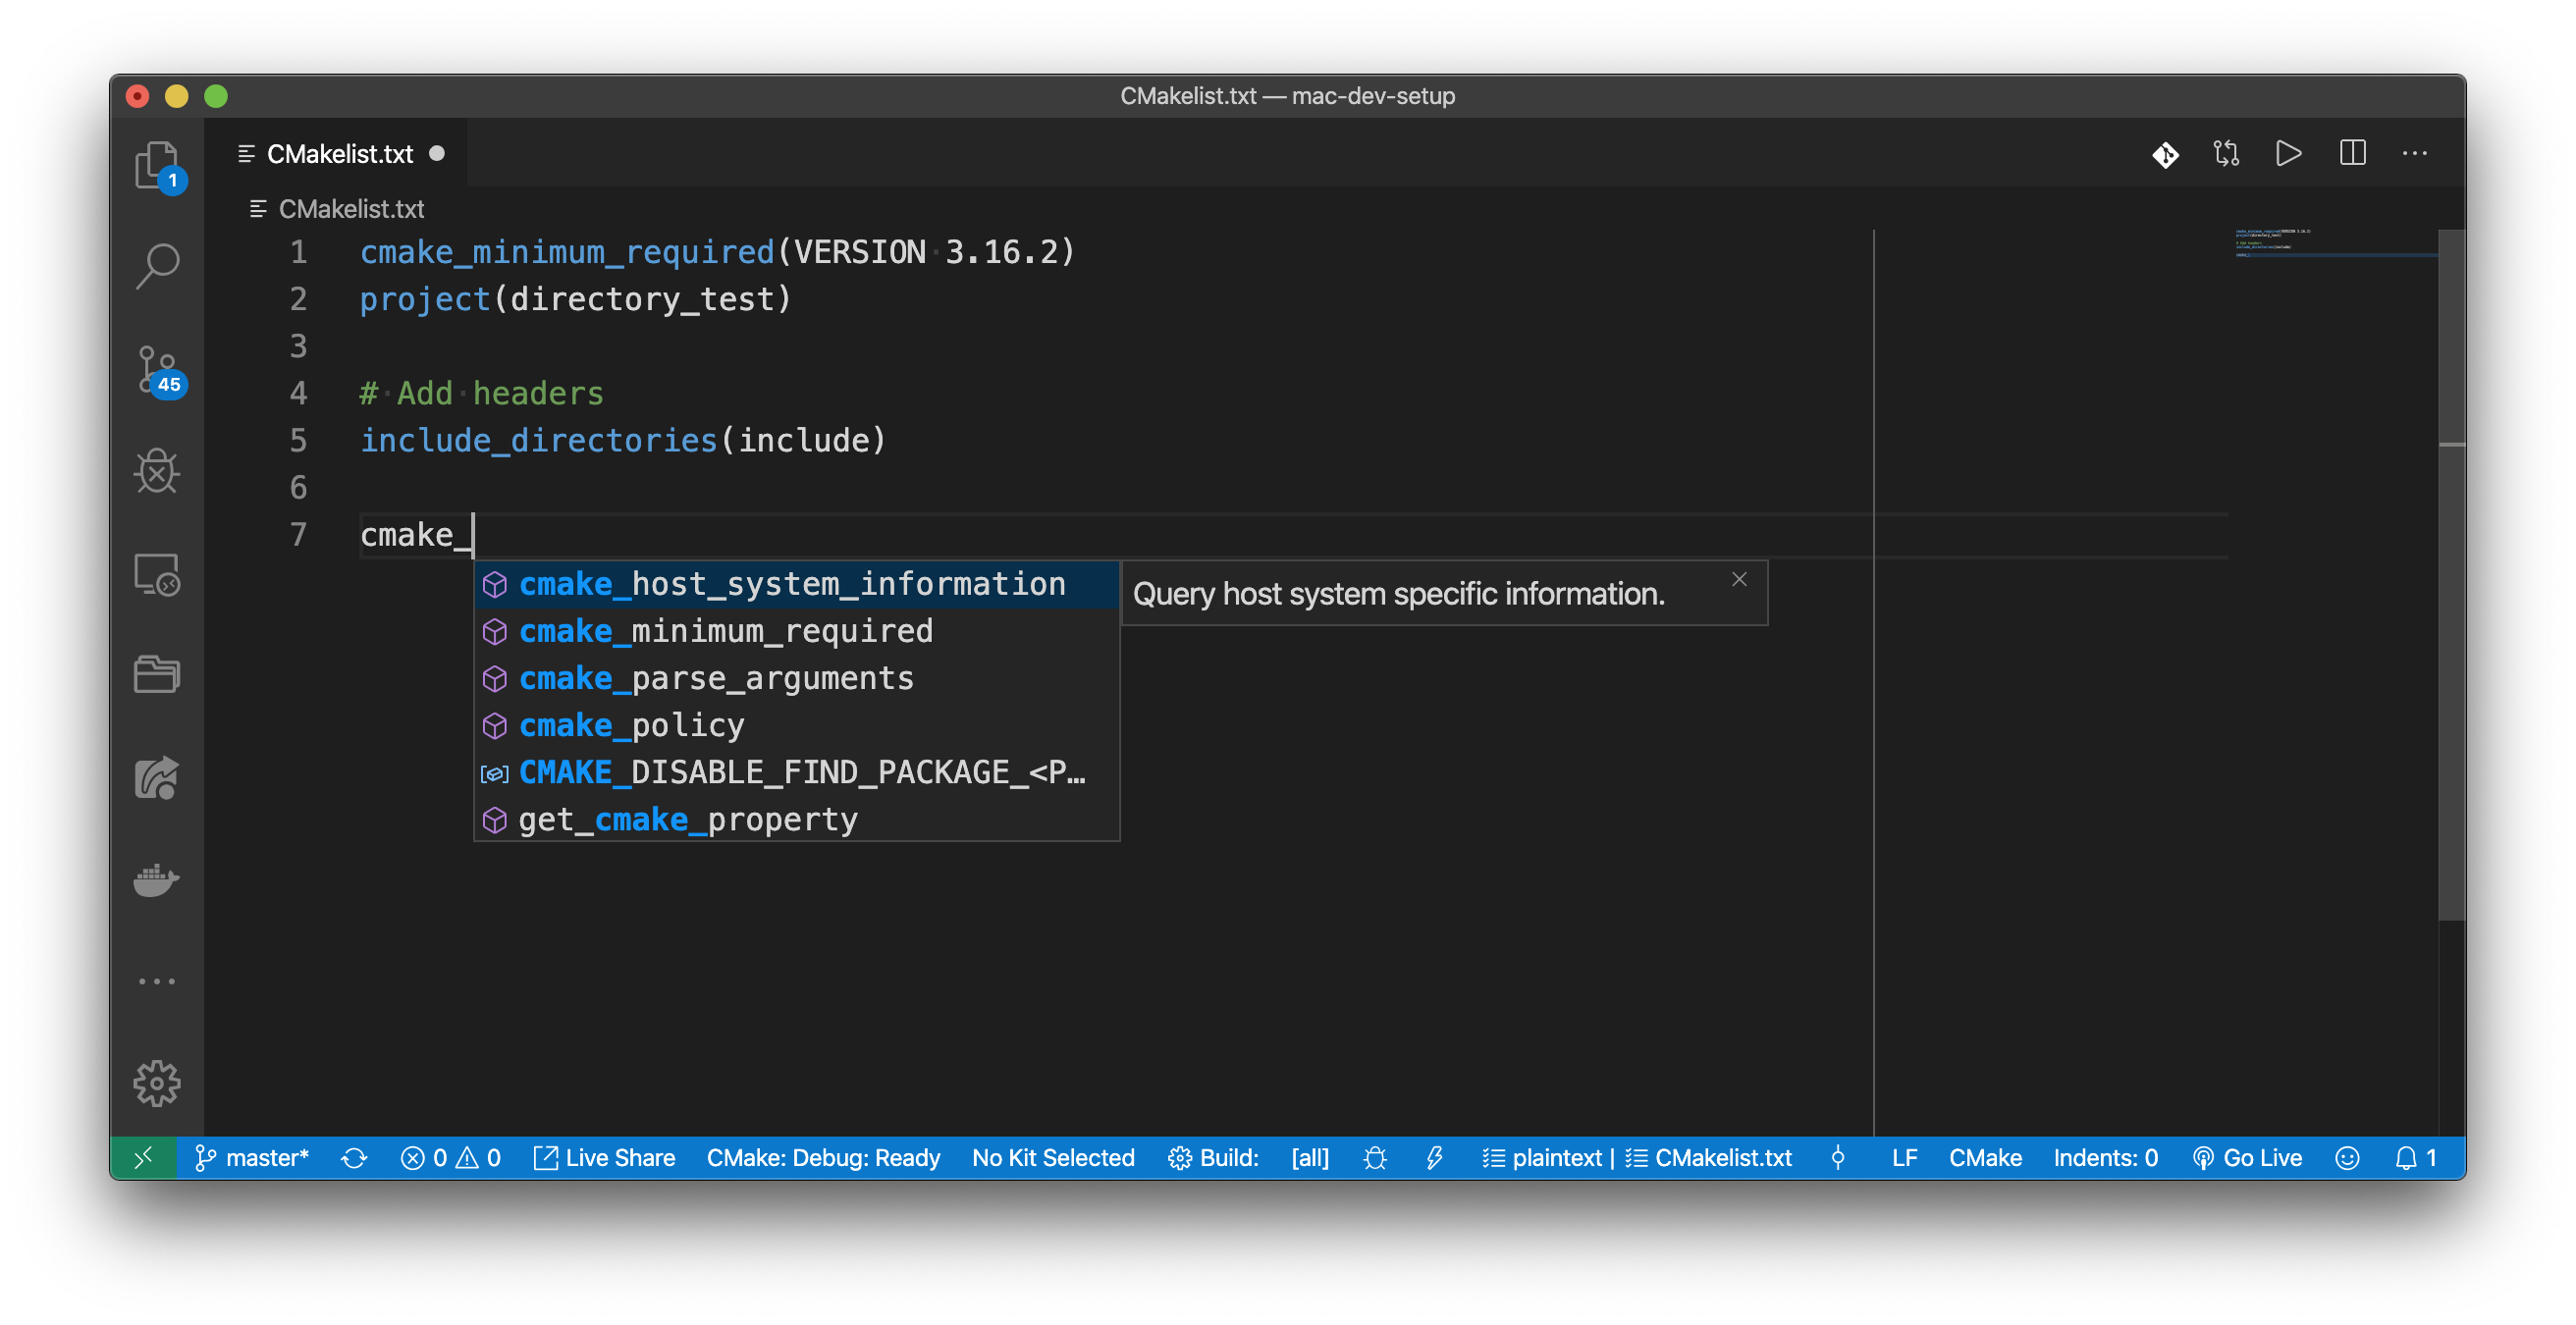 CMakelist.txt — mac-dev-setup
CMakelist.txt
CMakelist.txt
1
45
1 cmake_minimum_required(VERSION 3.16.2)
2 project(directory_test)
3
4 # Add headers
5 include_directories(include)
6
7 cmake_
cmake_host_system_information
Query host system specific information.
cmake_minimum_required
cmake_parse_arguments
cmake_policy
CMAKE_DISABLE_FIND_PACKAGE_<P…
get_cmake_property
master* 0 0 Live Share CMake: Debug: Ready No Kit Selected Build: [all] plaintext | CMakelist.txt LF CMake Indents: 0 Go Live 1